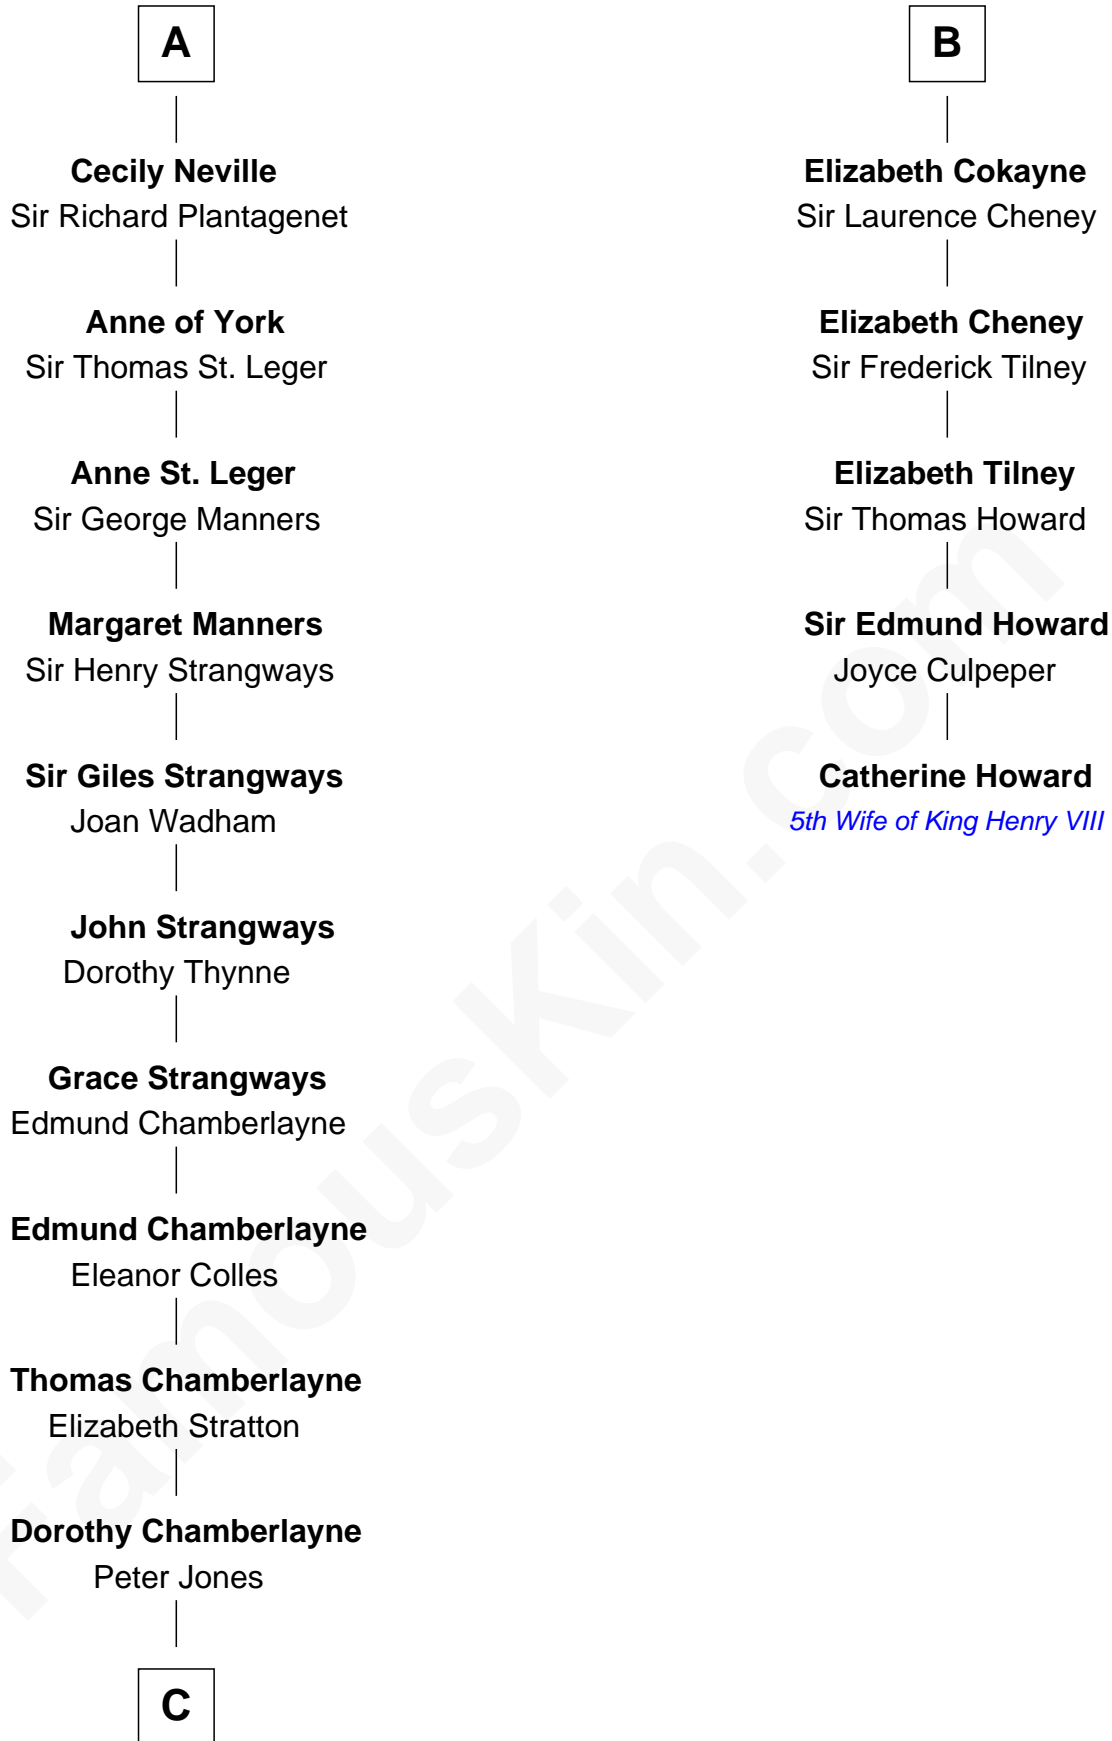 A
Cecily Neville
Sir Richard Plantagenet
Anne of York
Sir Thomas St. Leger
Anne St. Leger
Sir George Manners
Margaret Manners
Sir Henry Strangways
Sir Giles Strangways
Joan Wadham
John Strangways
Dorothy Thynne
Grace Strangways
Edmund Chamberlayne
Edmund Chamberlayne
Eleanor Colles
Thomas Chamberlayne
Elizabeth Stratton
Dorothy Chamberlayne
Peter Jones
C
B
Elizabeth Cokayne
Sir Laurence Cheney
Elizabeth Cheney
Sir Frederick Tilney
Elizabeth Tilney
Sir Thomas Howard
Sir Edmund Howard
Joyce Culpeper
Catherine Howard
5th Wife of King Henry VIII
FamousKin.com